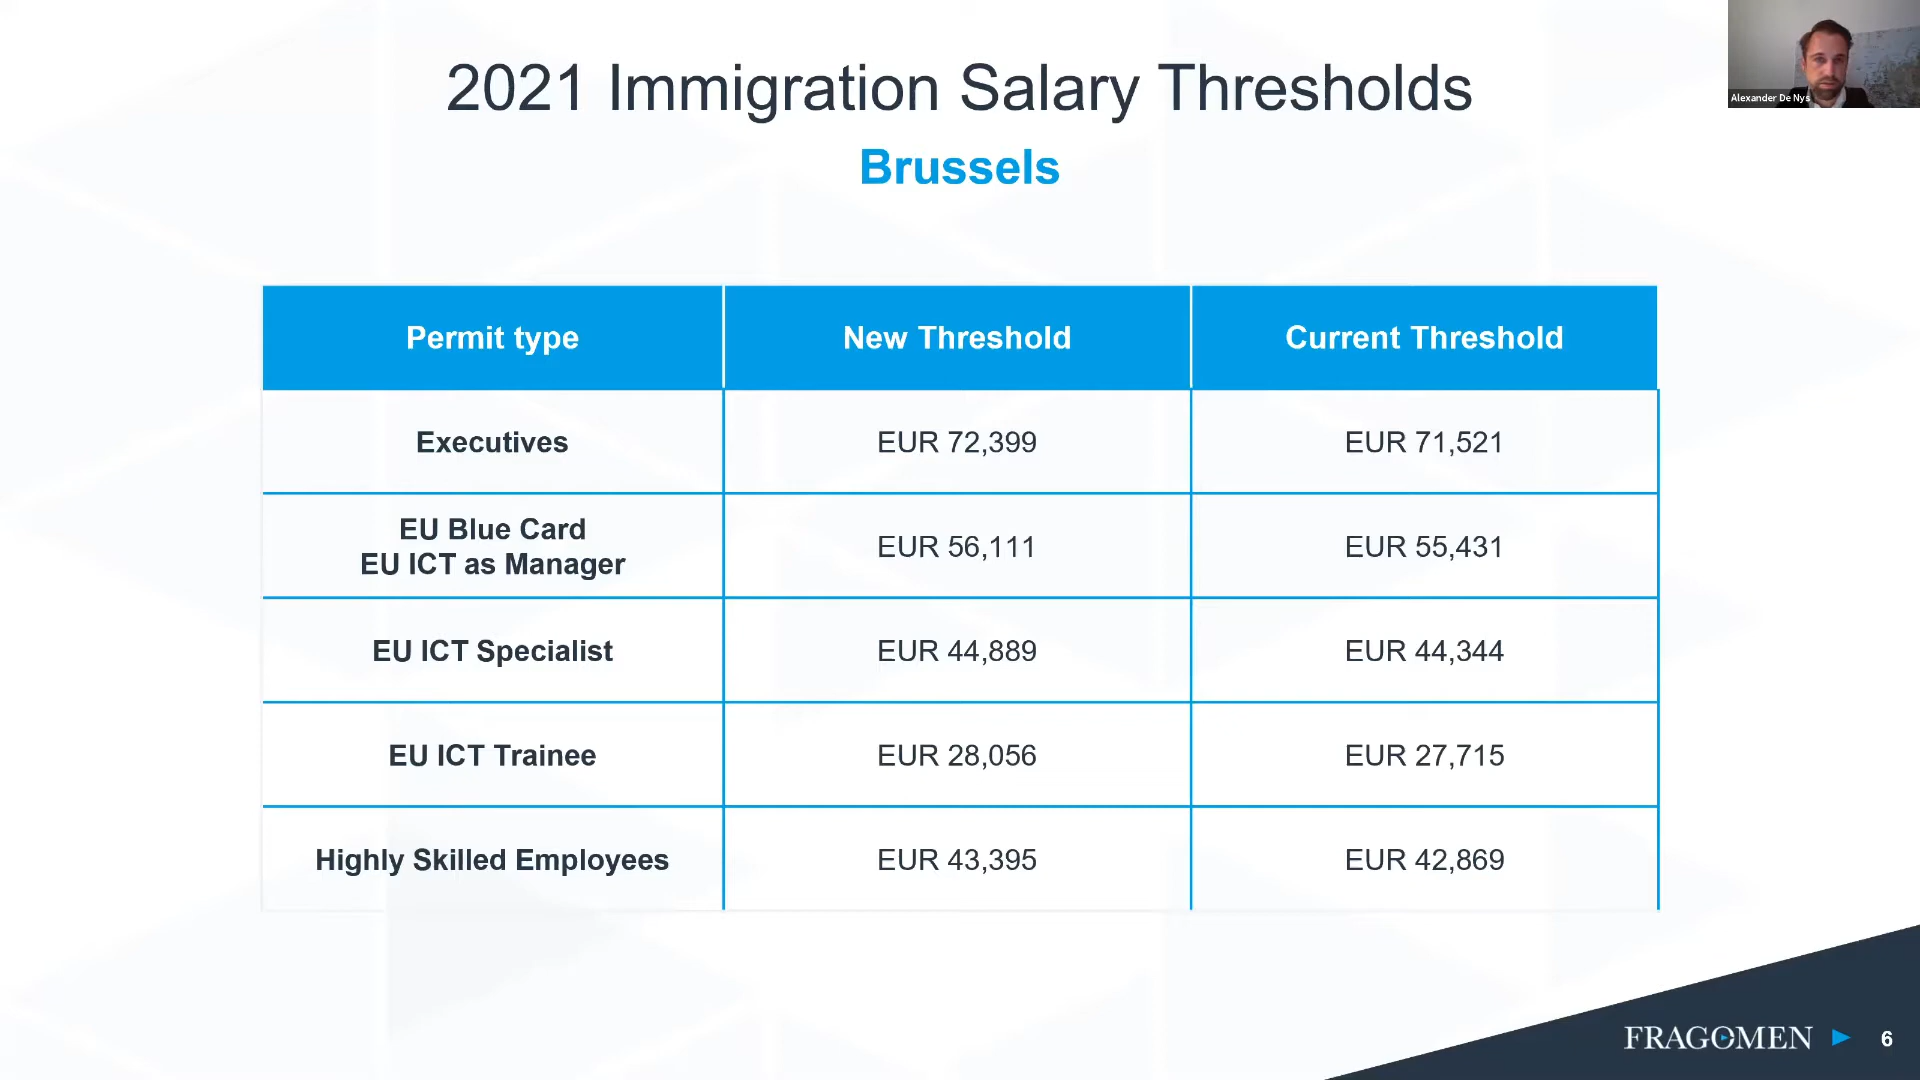 2021 Immigration Salary Thresholds
Brussels
Alexander De Nys
Permit type New Threshold Current Threshold
Executives EUR 72,399 EUR 71,521
EU Blue Card
EU ICT as Manager EUR 56,111 EUR 55,431
EU ICT Specialist EUR 44,889 EUR 44,344
EU ICT Trainee EUR 28,056 EUR 27,715
Highly Skilled Employees EUR 43,395 EUR 42,869
FRAGOMEN 6